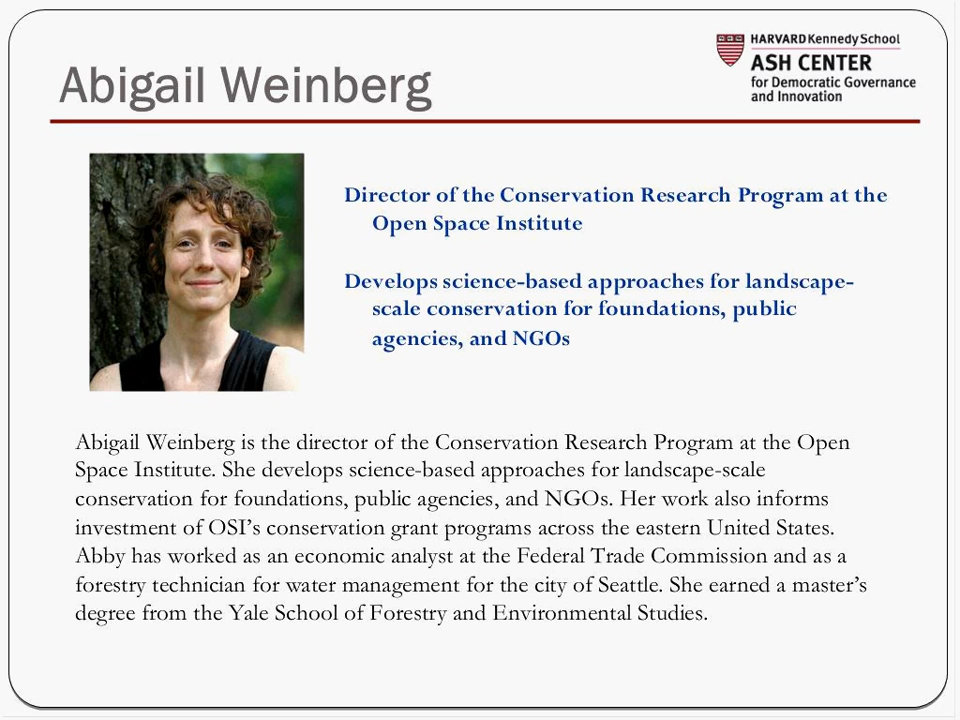 Abigail Weinberg
HARVARD Kennedy School
ASH CENTER
for Democratic Governance
and Innovation
Director of the Conservation Research Program at the
Open Space Institute
Develops science-based approaches for landscape-
scale conservation for foundations, public
agencies, and NGOs
Abigail Weinberg is the director of the Conservation Research Program at the Open
Space Institute. She develops science-based approaches for landscape-scale
conservation for foundations, public agencies, and NGOs. Her work also informs
investment of OSI’s conservation grant programs across the eastern United States.
Abby has worked as an economic analyst at the Federal Trade Commission and as a
forestry technician for water management for the city of Seattle. She earned a master’s
degree from the Yale School of Forestry and Environmental Studies.